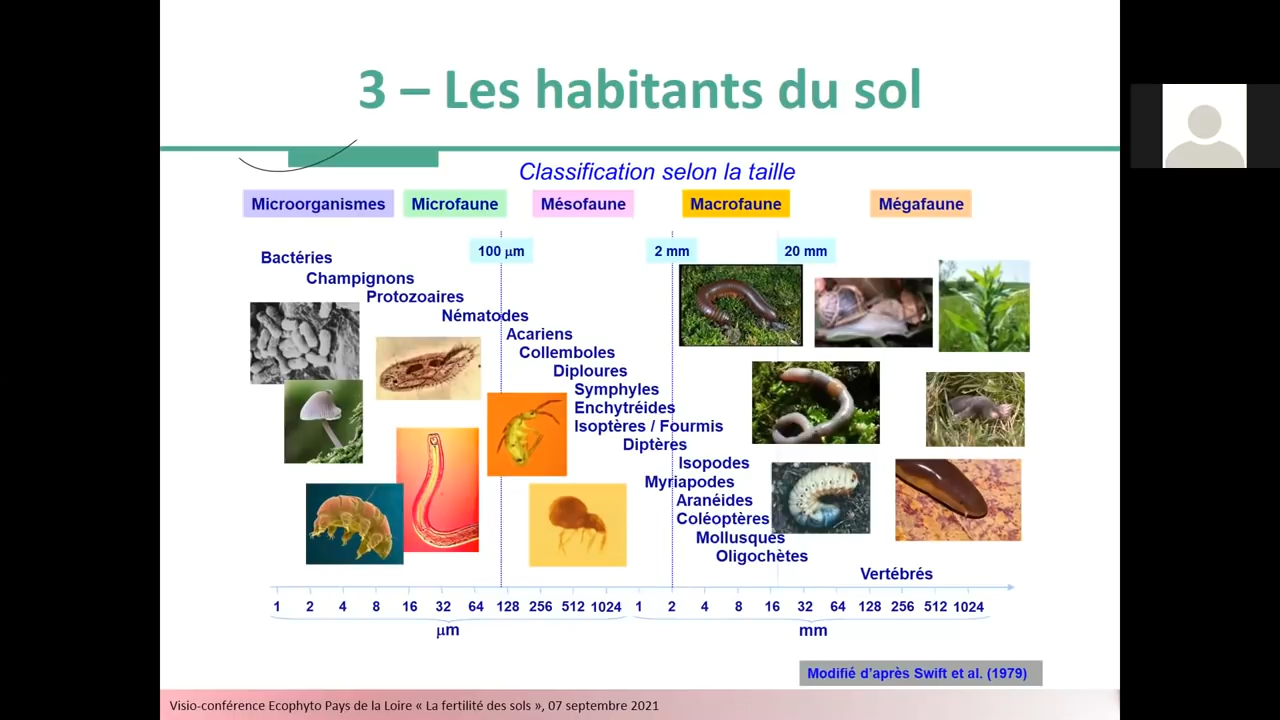 3 – Les habitants du sol
Classification selon la taille
Microorganismes Microfaune Mésofaune Macrofaune Mégafaune
100 µm 2 mm 20 mm
Bactéries
Champignons
Protozoaires
Nématodes
Acariens
Collemboles
Diploures
Symphyles
Enchytréides
Isoptères / Fourmis
Diptères
Isopodes
Myriapodes
Aranéides
Coléoptères
Mollusques
Oligochètes
Vertébrés
1 2 4 8 16 32 64 128 256 512 1024 1 2 4 8 16 32 64 128 256 512 1024
µm mm
Modifié d’après Swift et al. (1979)
Visio-conférence Ecophyto Pays de la Loire « La fertilité des sols », 07 septembre 2021